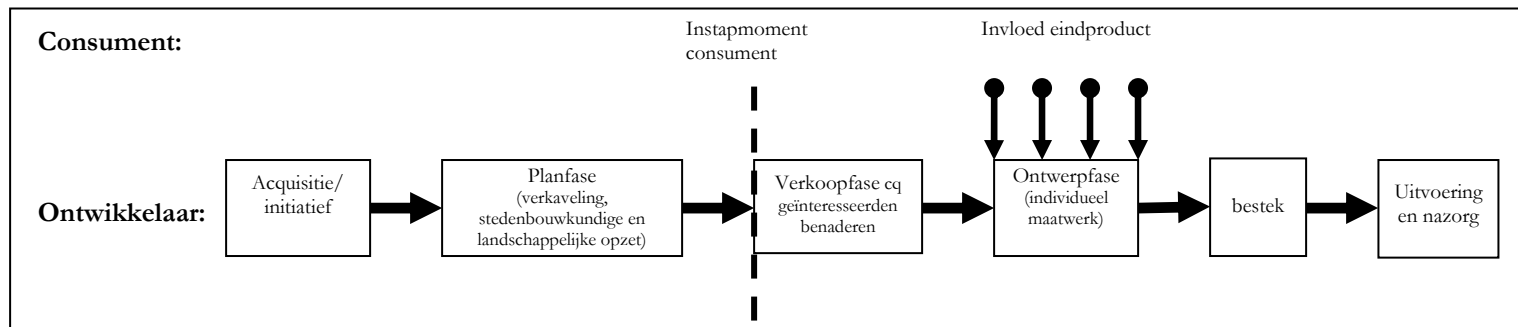 Consument:
Instapmoment
consument
Invloed eindproduct
Ontwikkelaar:
Acquisitie/
initiatief
Planfase
(verkaveling,
stedenbouwkundige en
landschappelijke opzet)
Verkoopfase cq
geïnteresseerden
benaderen
Ontwerpfase
(individueel
maatwerk)
bestek
Uitvoering
en nazorg